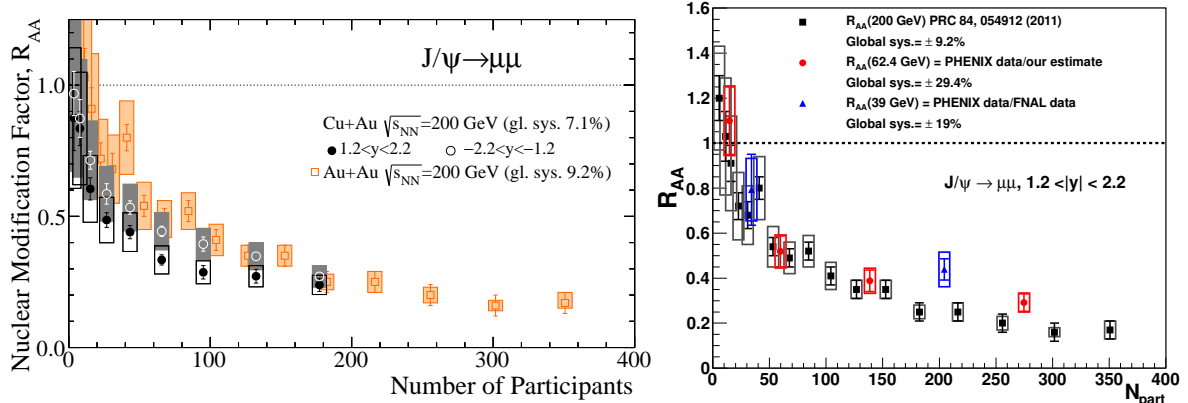 Nuclear Modification Factor, R_AA
1.0
0.5
0.0
J/ψ→μμ
Cu+Au √s_NN=200 GeV (gl. sys. 7.1%)
1.2<y<2.2 −2.2<y<−1.2
Au+Au √s_NN=200 GeV (gl. sys. 9.2%)
0 100 200 300 400
Number of Participants
R_AA
1.6
1.4
1.2
1
0.8
0.6
0.4
0.2
0
R_AA(200 GeV) PRC 84, 054912 (2011)
Global sys.= ± 9.2%
R_AA(62.4 GeV) = PHENIX data/our estimate
Global sys.= ± 29.4%
R_AA(39 GeV) = PHENIX data/FNAL data
Global sys.= ± 19%
J/ψ → μμ, 1.2 <|y| < 2.2
0 50 100 150 200 250 300 350 400
N_part